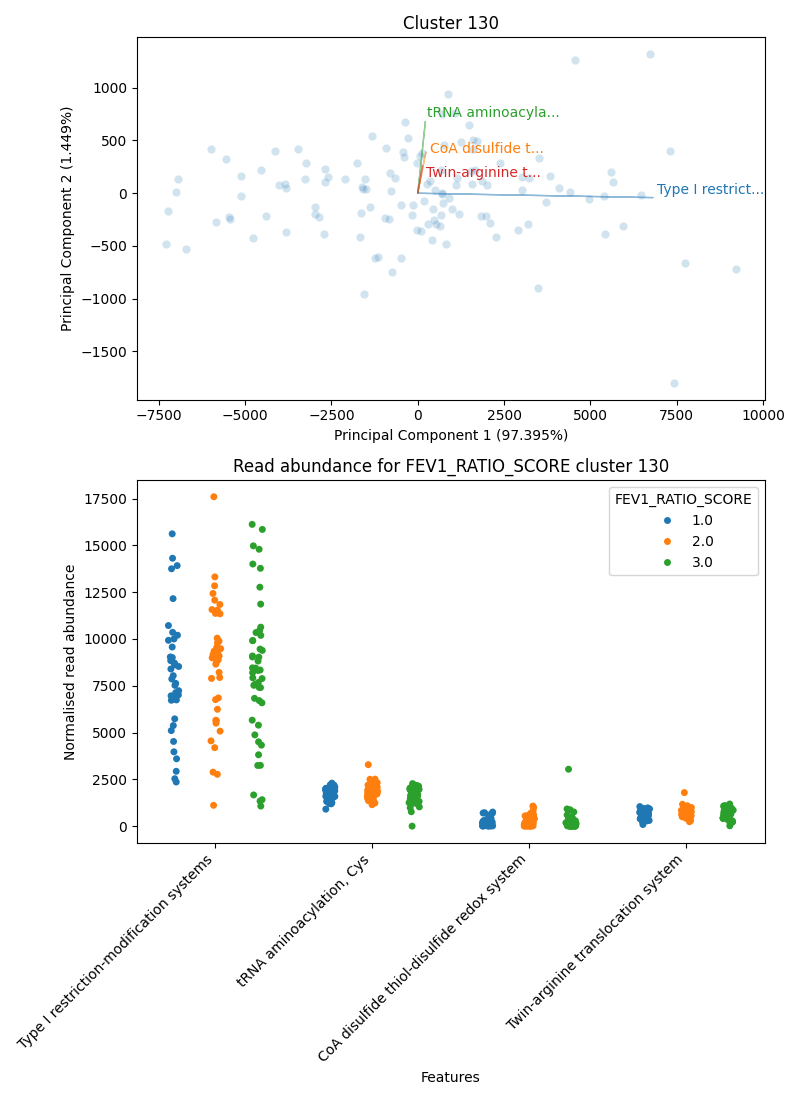 Cluster 130
1000
500
0
−500
−1000
−1500
Principal Component 2 (1.449%)
tRNA aminoacyla...
CoA disulfide t...
Twin-arginine t...
Type I restrict...
−7500
−5000
−2500
0
2500
5000
7500
10000
Principal Component 1 (97.395%)
Read abundance for FEV1_RATIO_SCORE cluster 130
17500
15000
12500
10000
7500
5000
2500
0
Normalised read abundance
FEV1_RATIO_SCORE
1.0
2.0
3.0
Type I restriction-modification systems
tRNA aminoacylation, Cys
CoA disulfide thiol-disulfide redox system
Twin-arginine translocation system
Features